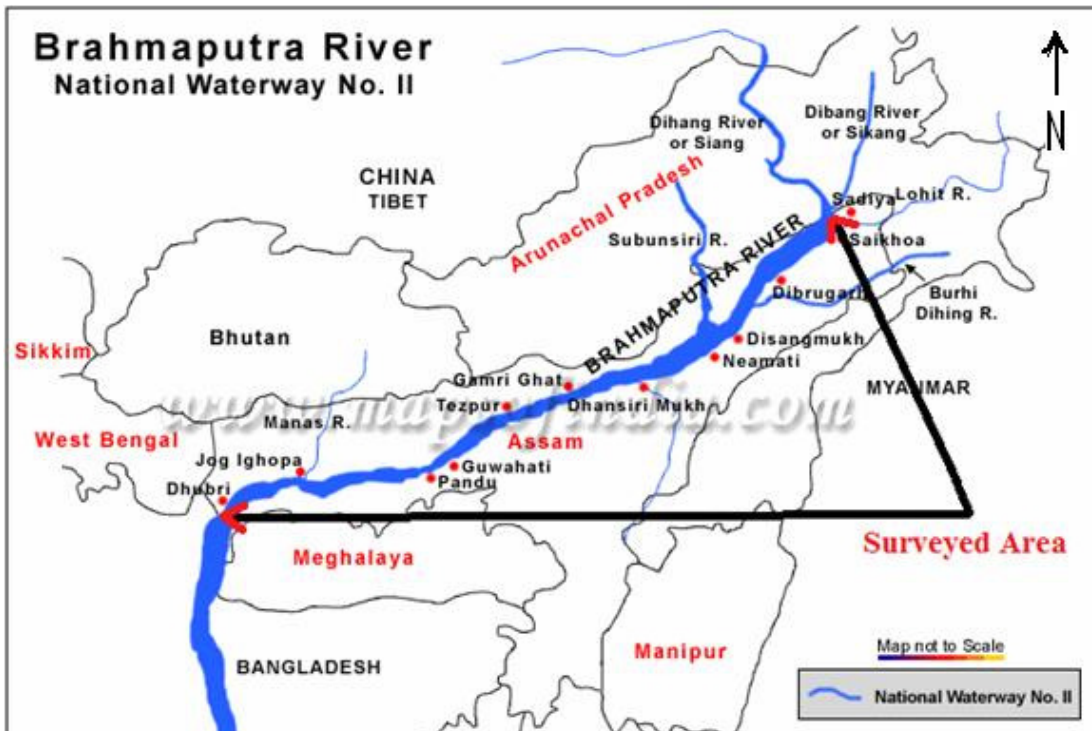 Brahmaputra River
National Waterway No. II
N
Dihang River
or Siang
Dibang River
or Sikang
CHINA
TIBET
Arunachal Pradesh
Sadiya
Lohit R.
Subunsiri R.
Saikhoa
BRAHMAPUTRA RIVER
Dibrugarh
Burhi
Dihing R.
Bhutan
Sikkim
Disangmukh
Neamati
Gamri Ghat
MYANMAR
www.mapsofindia.com
Tezpur
Dhansiri Mukh
Manas R.
West Bengal
Assam
Jog Ighopa
Guwahati
Dhubri
Pandu
Surveyed Area
Meghalaya
Manipur
Map not to Scale
BANGLADESH
National Waterway No. II